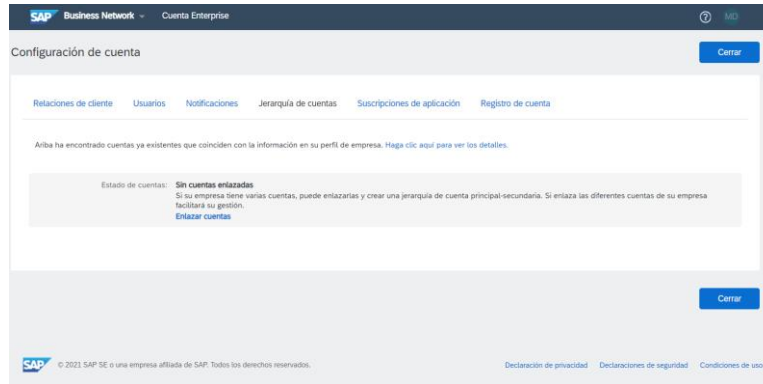 SAP Business Network Cuenta Enterprise ? MD
Configuración de cuenta Cerrar
Relaciones de cliente Usuarios Notificaciones Jerarquía de cuentas Suscripciones de aplicación Registro de cuenta
Ariba ha encontrado cuentas ya existentes que coinciden con la información en su perfil de empresa. Haga clic aquí para ver los detalles.
Estado de cuentas: Sin cuentas enlazadas
Si su empresa tiene varias cuentas, puede enlazarlas y crear una jerarquía de cuenta principal-secundaria. Si enlaza las diferentes cuentas de su empresa
facilitará su gestión.
Enlazar cuentas
Cerrar
SAP © 2021 SAP SE o una empresa afiliada de SAP. Todos los derechos reservados. Declaración de privacidad Declaraciones de seguridad Condiciones de uso